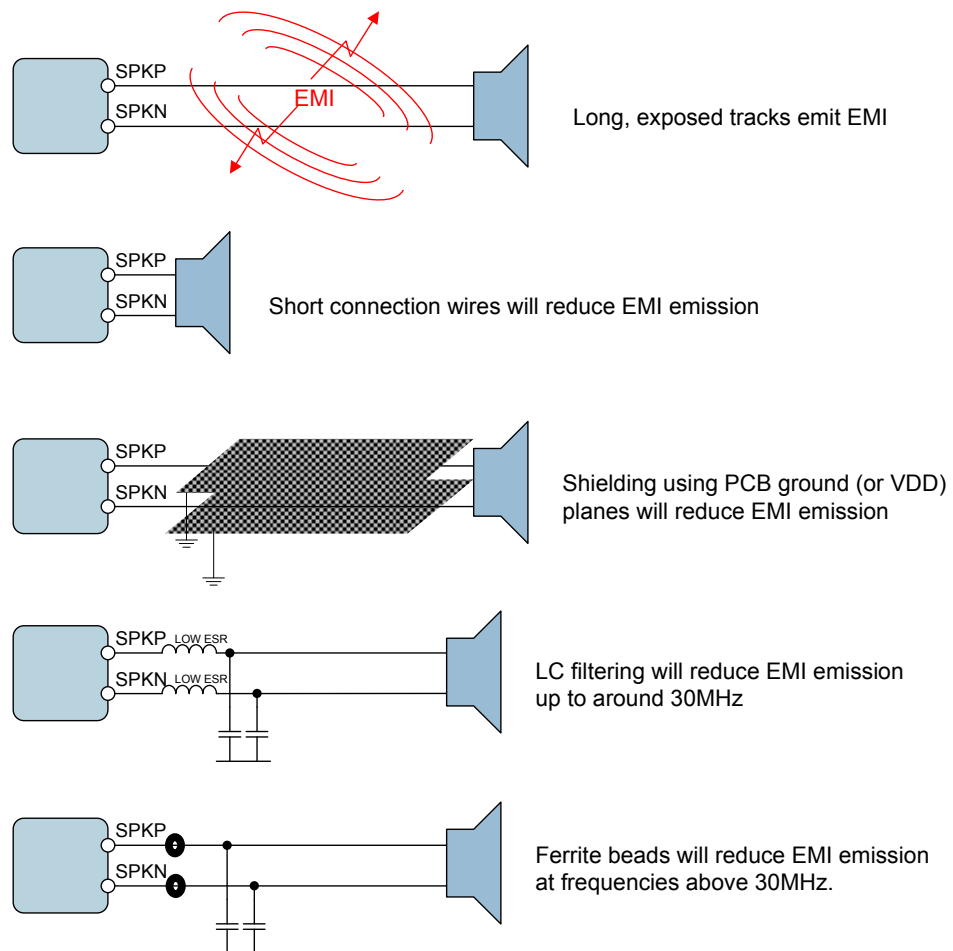 SPKP
SPKN
EMI
Long, exposed tracks emit EMI
SPKP
SPKN
Short connection wires will reduce EMI emission
SPKP
SPKN
Shielding using PCB ground (or VDD)
planes will reduce EMI emission
SPKP LOW ESR
SPKN LOW ESR
LC filtering will reduce EMI emission
up to around 30MHz
SPKP
SPKN
Ferrite beads will reduce EMI emission
at frequencies above 30MHz.